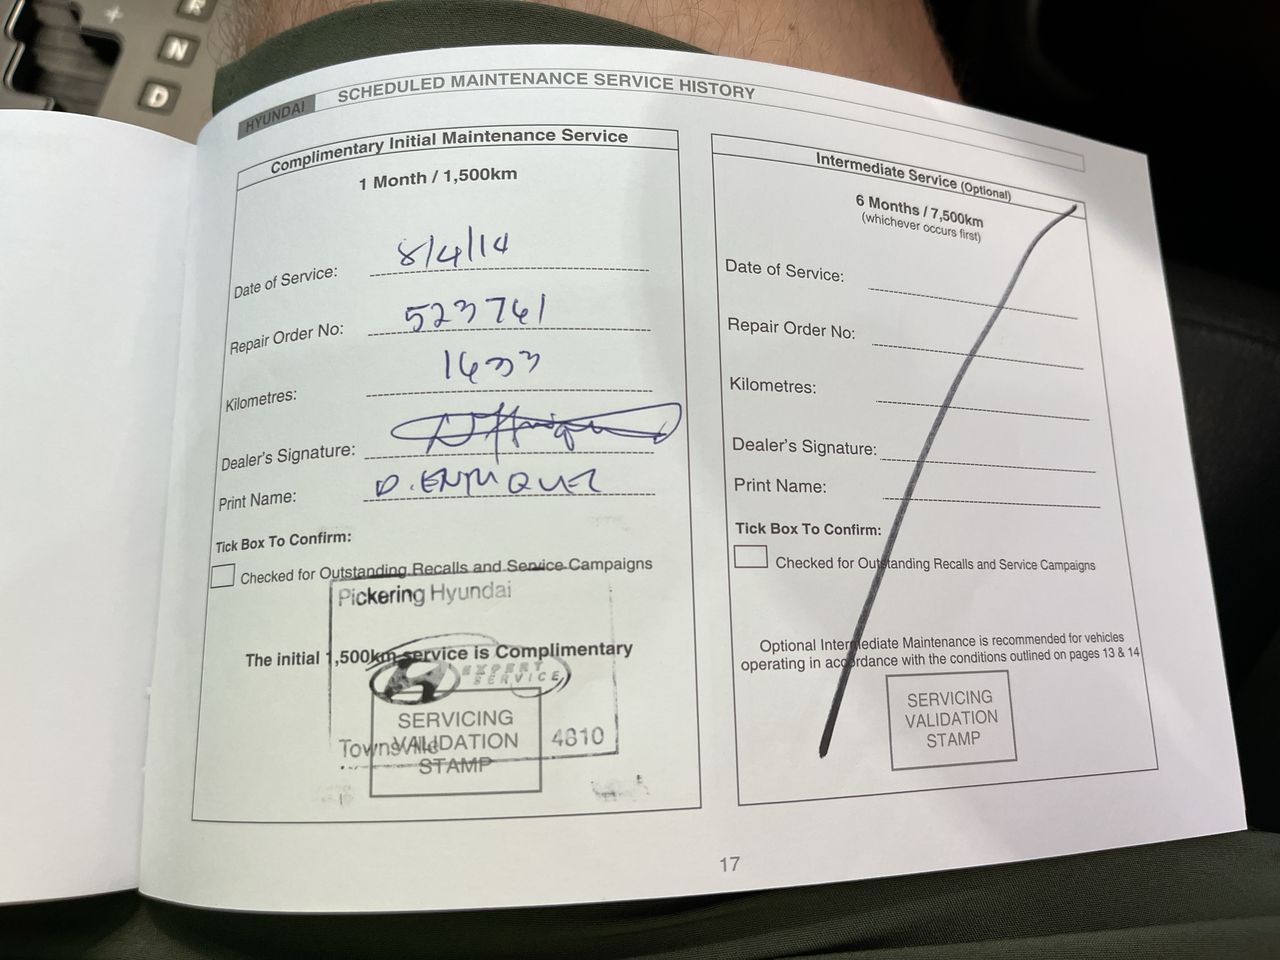 +
R
N
D
HYUNDAI
SCHEDULED MAINTENANCE SERVICE HISTORY
Complimentary Initial Maintenance Service
1 Month / 1,500km
Date of Service: 8/4/14
Repair Order No: 523761
Kilometres: 1633
Dealer's Signature:
Print Name: D. ENRIQUEZ
Tick Box To Confirm:
Checked for Outstanding Recalls and Service Campaigns
Pickering Hyundai
The initial 1,500km service is Complimentary
EXPERT
SERVICE
SERVICING
VALIDATION
STAMP
Townsville 4810
Intermediate Service (Optional)
6 Months / 7,500km
(whichever occurs first)
Date of Service:
Repair Order No:
Kilometres:
Dealer's Signature:
Print Name:
Tick Box To Confirm:
Checked for Outstanding Recalls and Service Campaigns
Optional Intermediate Maintenance is recommended for vehicles
operating in accordance with the conditions outlined on pages 13 & 14
SERVICING
VALIDATION
STAMP
17